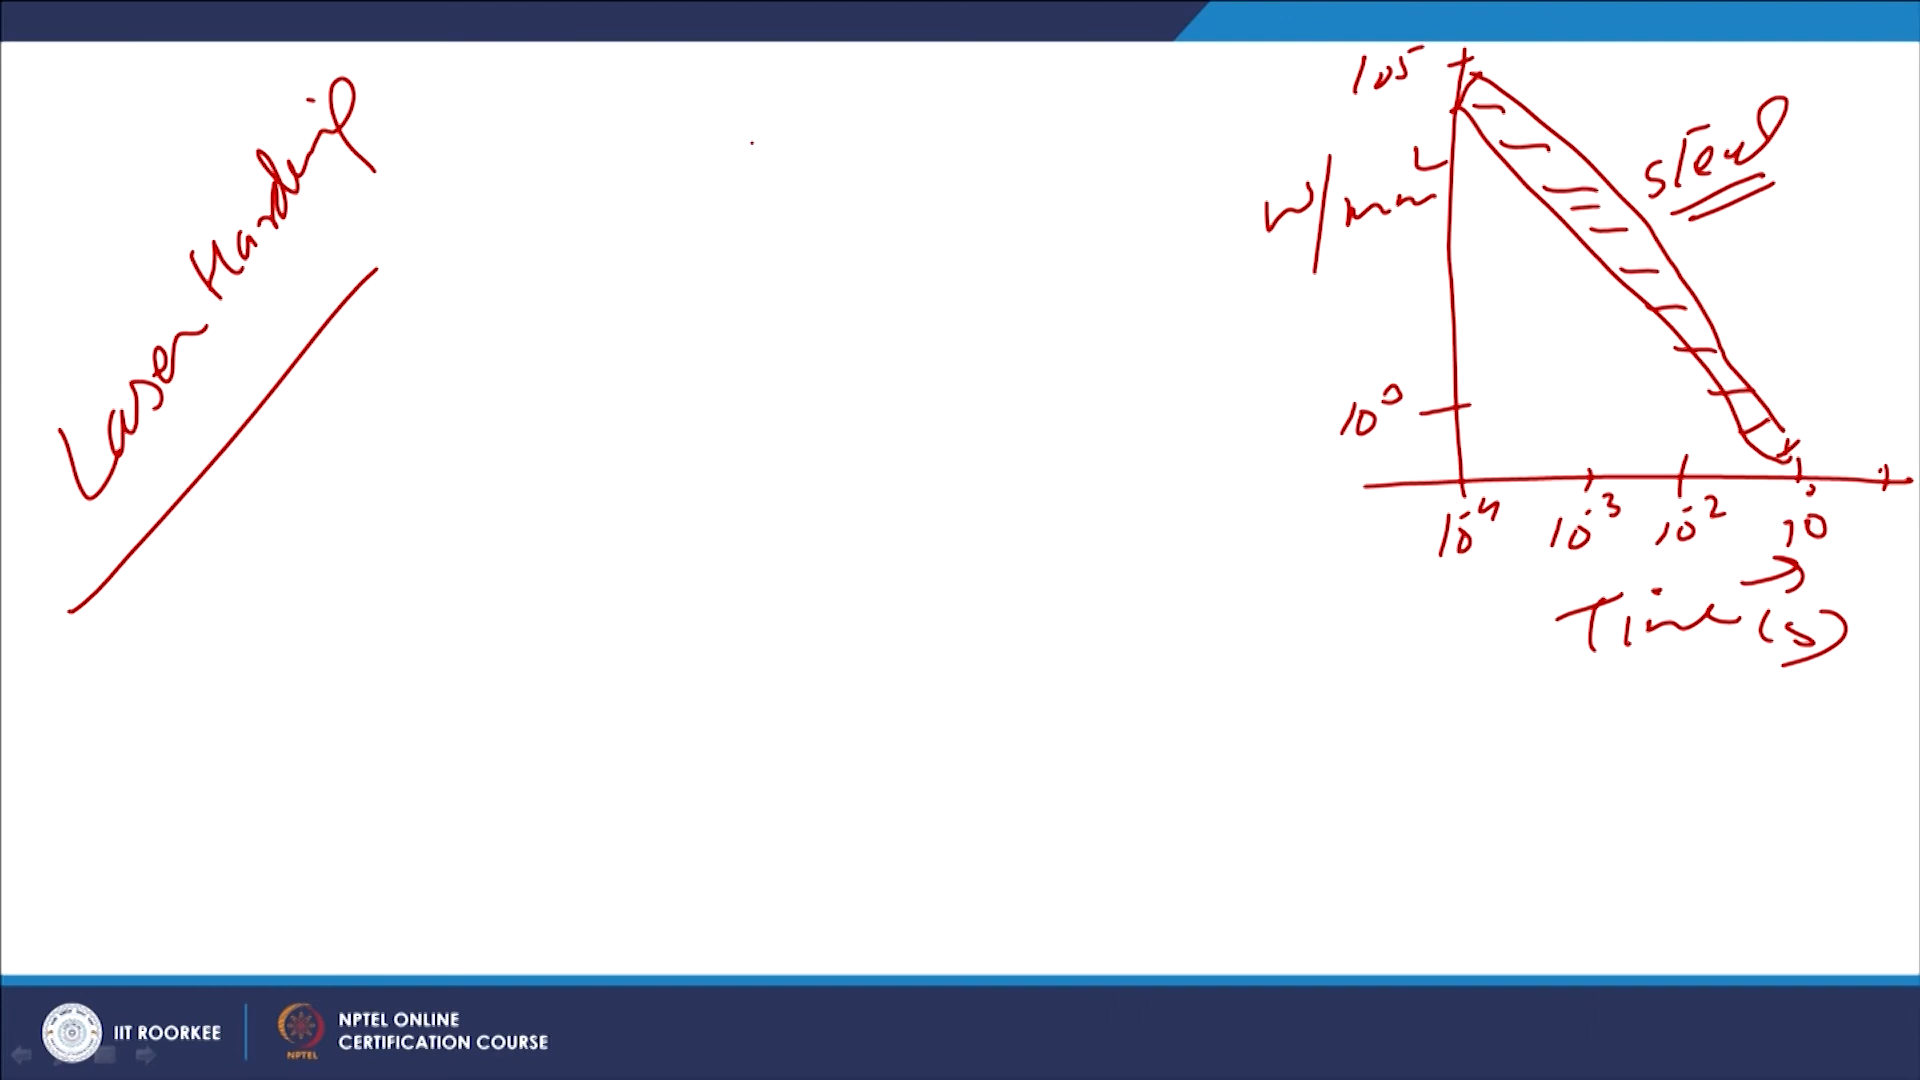 Laser Hardening
10⁵
W/mm²
steel
10⁰
10⁻⁴ 10⁻³ 10⁻² 10⁰
Time (s)
IIT ROORKEE
NPTEL
NPTEL ONLINE
CERTIFICATION COURSE